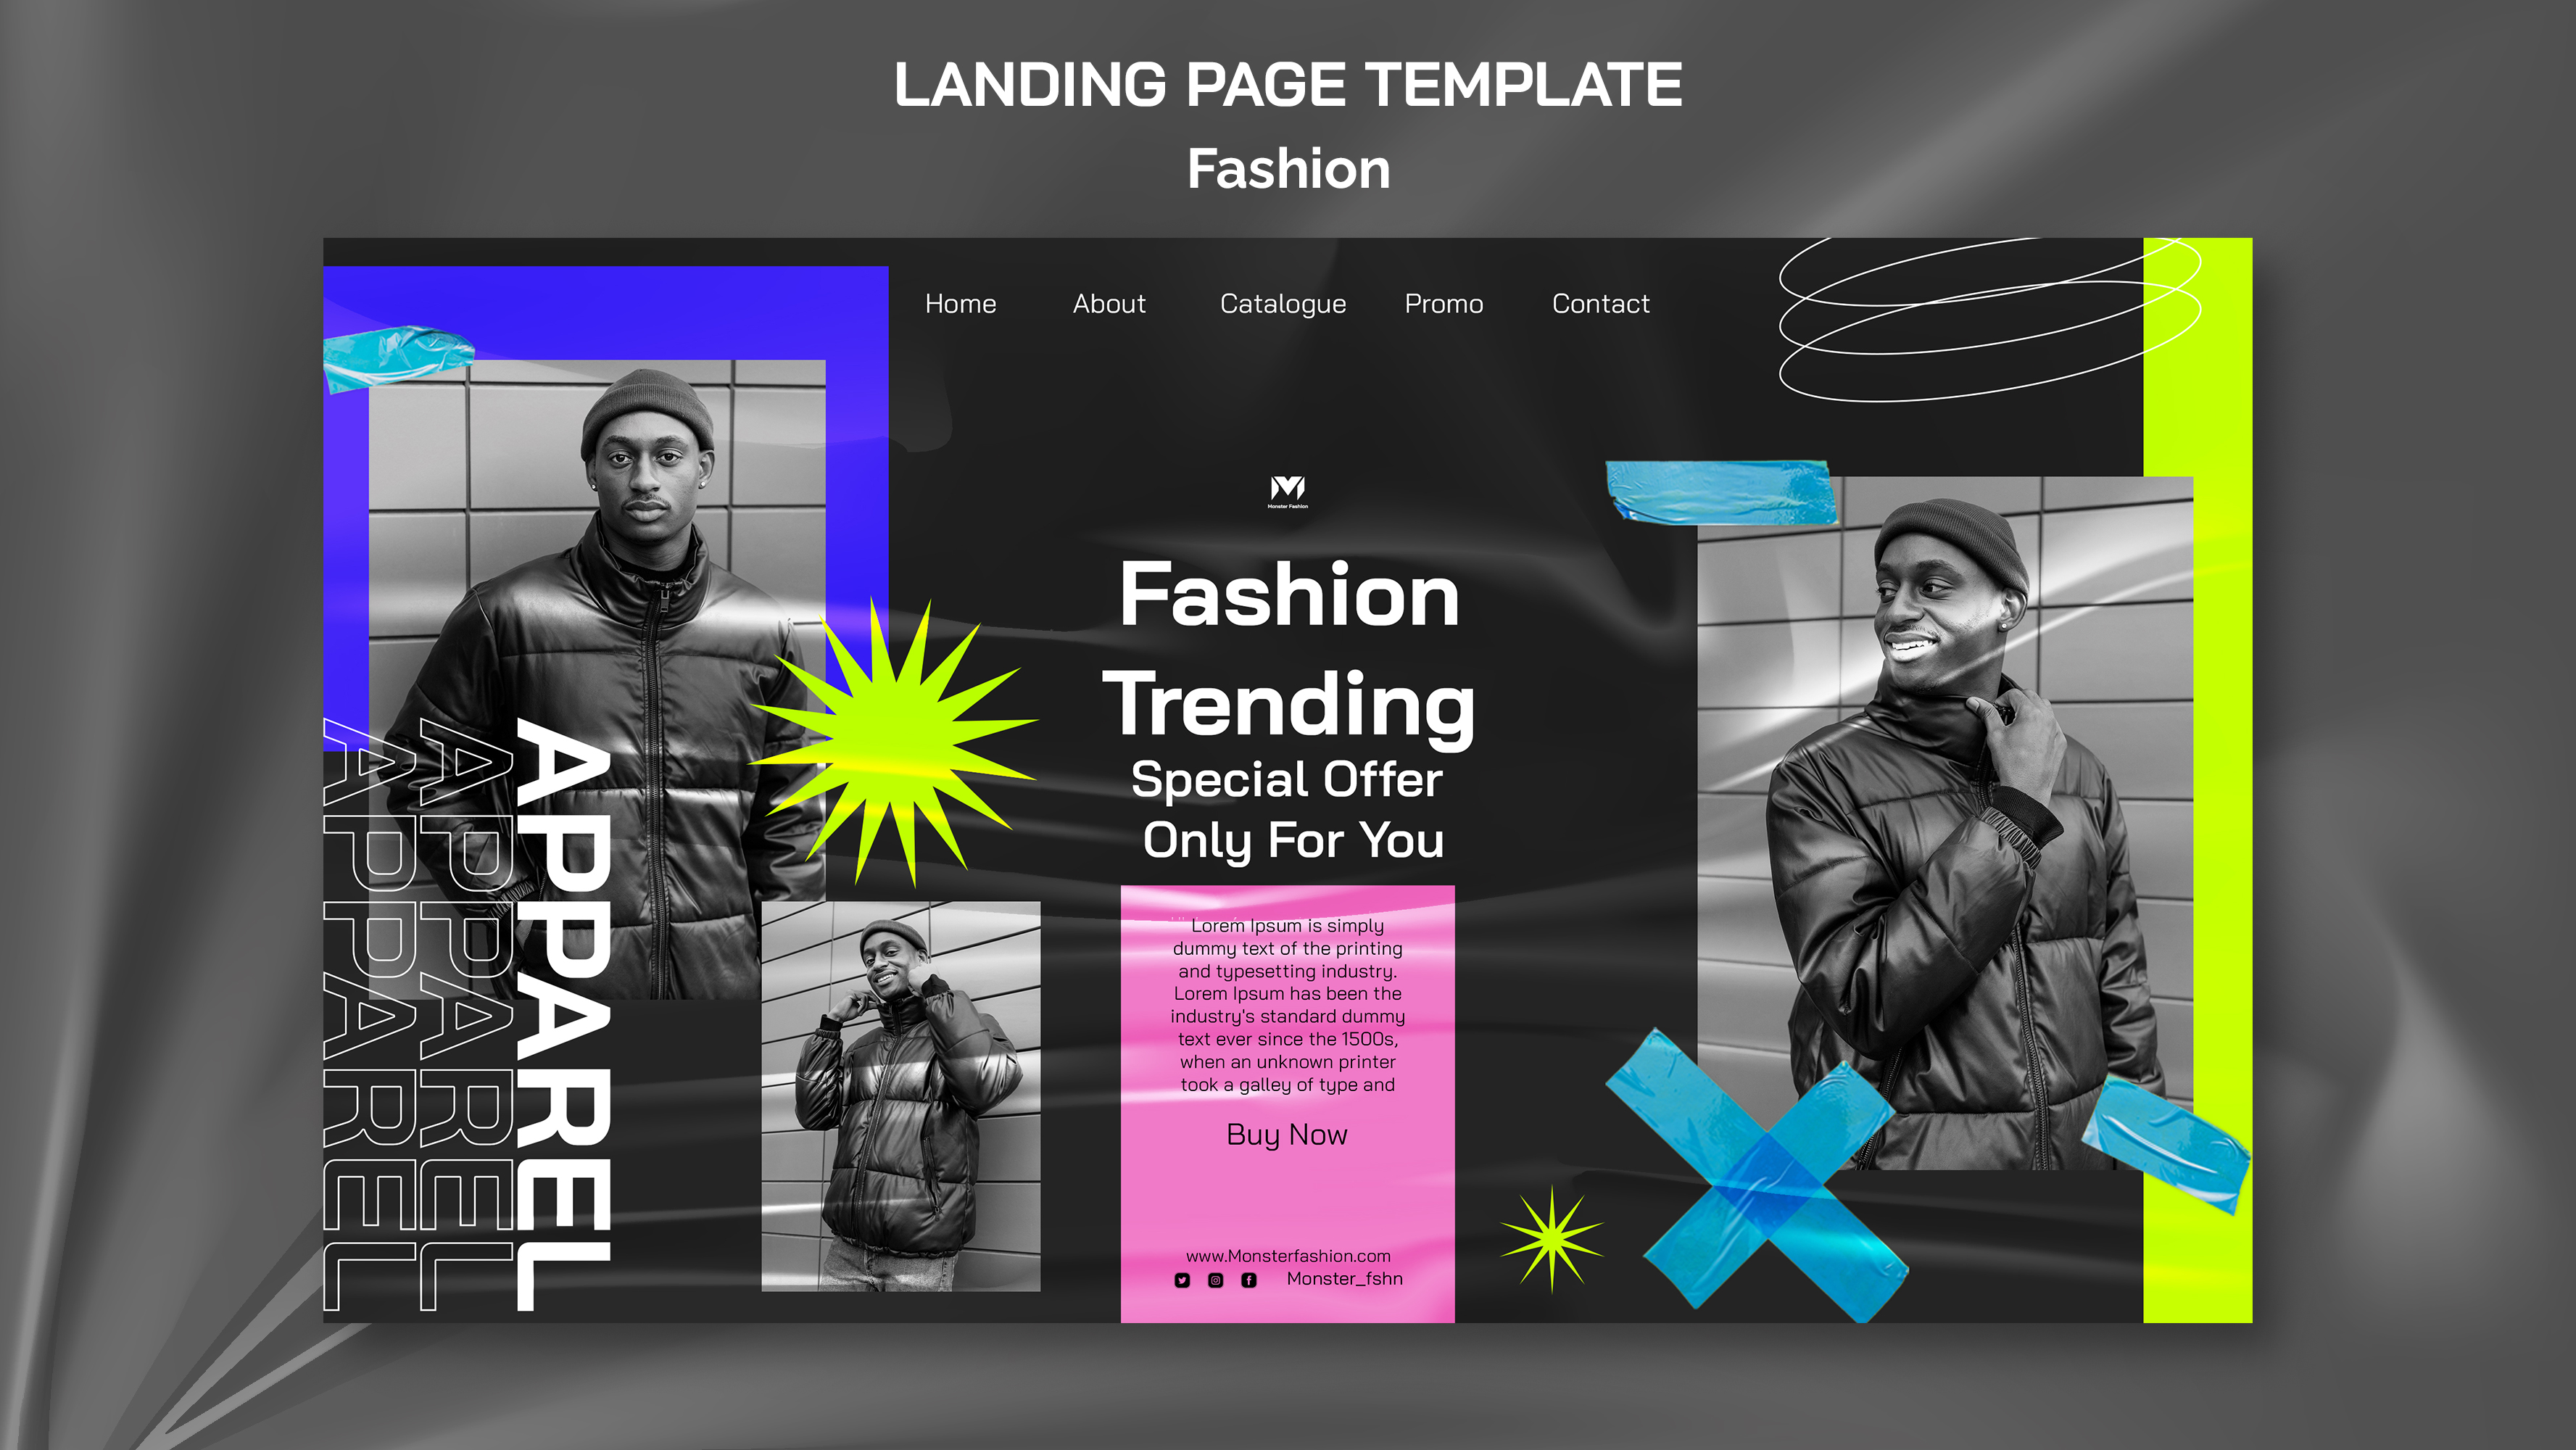 LANDING PAGE TEMPLATE
Fashion
Home About Catalogue Promo Contact
Monster Fashion
Fashion
Trending
Special Offer
Only For You
APPAREL
APPAREL
APPAREL
Lorem Ipsum is simply
dummy text of the printing
and typesetting industry.
Lorem Ipsum has been the
industry's standard dummy
text ever since the 1500s,
when an unknown printer
took a galley of type and
Buy Now
www.Monsterfashion.com
Monster_fshn